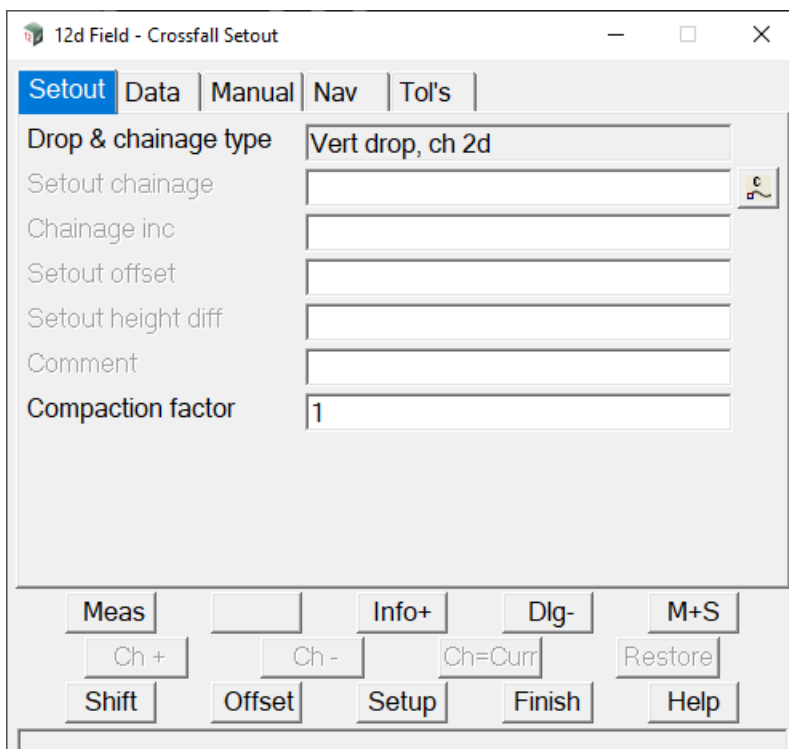 12d Field - Crossfall Setout
Setout Data Manual Nav Tol's
Drop & chainage type Vert drop, ch 2d
Setout chainage
Chainage inc
Setout offset
Setout height diff
Comment
Compaction factor 1
Meas Info+ Dlg- M+S
Ch + Ch - Ch=Curr Restore
Shift Offset Setup Finish Help